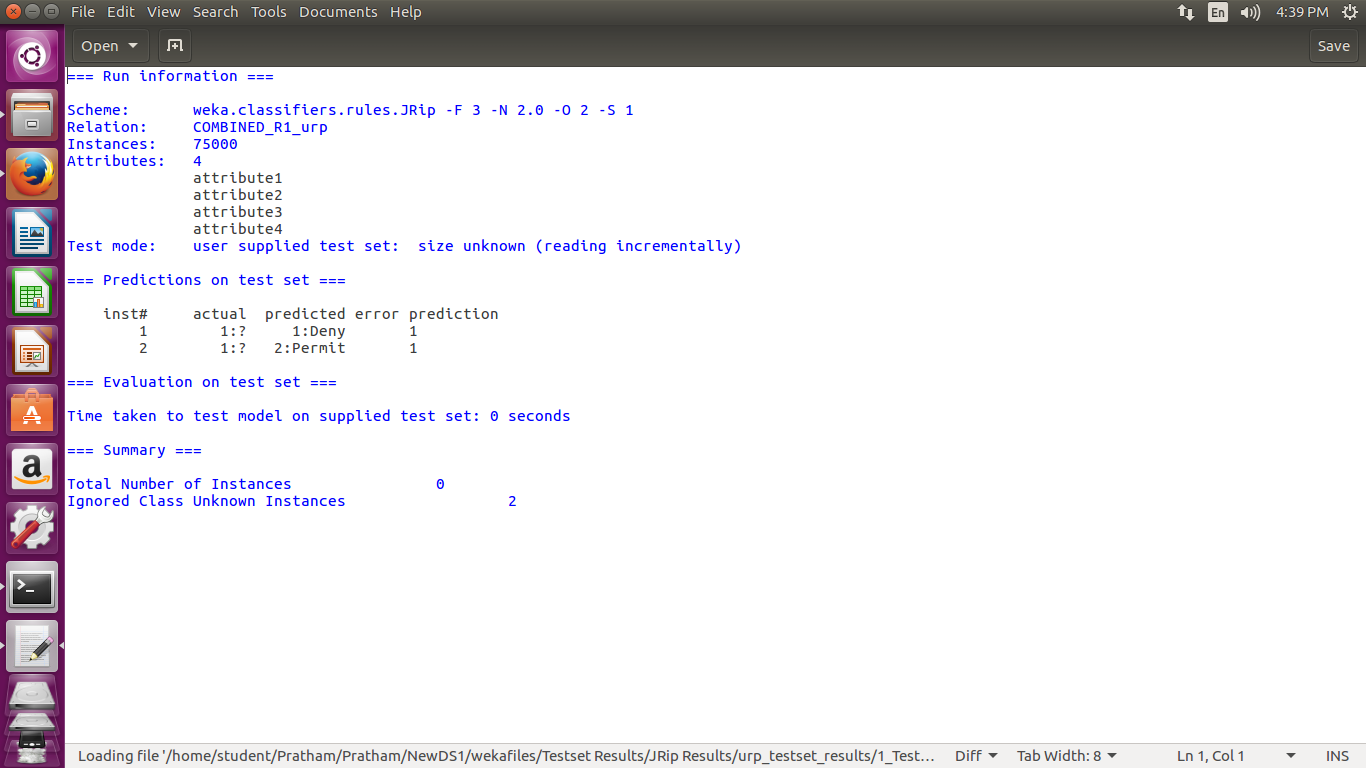 File Edit View Search Tools Documents Help En 4:39 PM
Open Save
=== Run information ===
Scheme: weka.classifiers.rules.JRip -F 3 -N 2.0 -O 2 -S 1
Relation: COMBINED_R1_urp
Instances: 75000
Attributes: 4
attribute1
attribute2
attribute3
attribute4
Test mode: user supplied test set: size unknown (reading incrementally)
=== Predictions on test set ===
inst# actual predicted error prediction
1 1:? 1:Deny 1
2 1:? 2:Permit 1
=== Evaluation on test set ===
Time taken to test model on supplied test set: 0 seconds
=== Summary ===
Total Number of Instances 0
Ignored Class Unknown Instances 2
Loading file '/home/student/Pratham/Pratham/NewDS1/wekafiles/Testset Results/JRip Results/urp_testset_results/1_Test... Diff Tab Width: 8 Ln 1, Col 1 INS